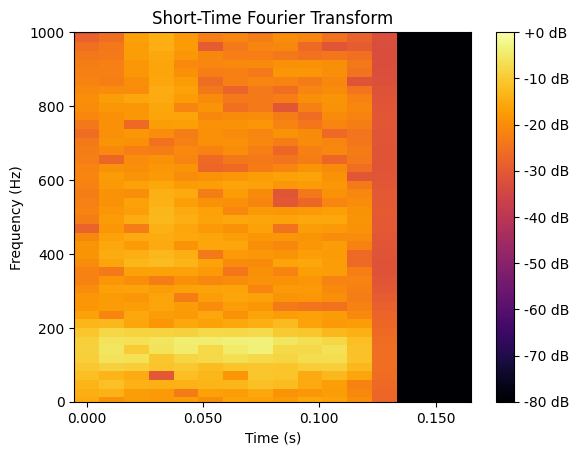 Short-Time Fourier Transform
1000
800
600
400
200
0
Frequency (Hz)
0.000
0.050
0.100
0.150
Time (s)
+0 dB
-10 dB
-20 dB
-30 dB
-40 dB
-50 dB
-60 dB
-70 dB
-80 dB